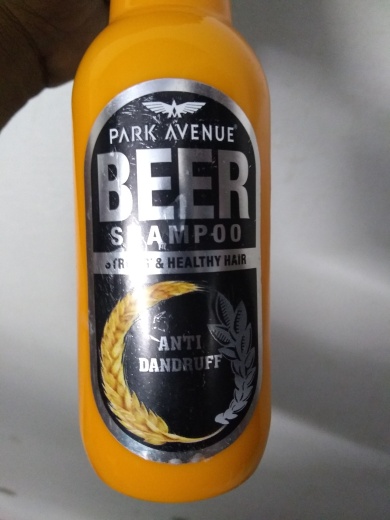 PARK AVENUE
BEER
SHAMPOO
& HEALTHY HAIR
ANTI
DANDRUFF